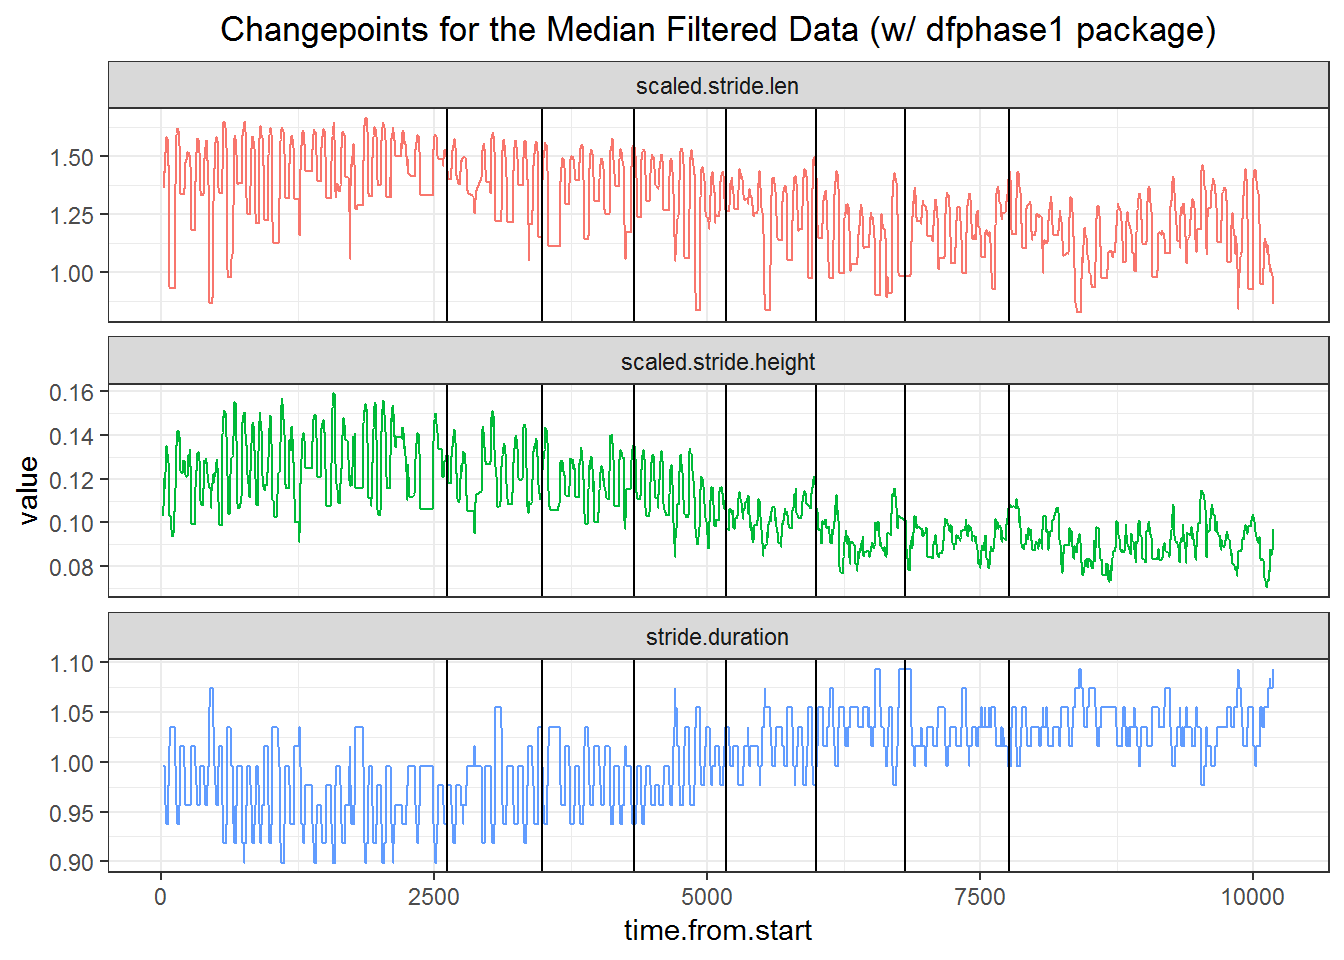 Changepoints for the Median Filtered Data (w/ dfphase1 package)
scaled.stride.len
1.50
1.25
1.00
scaled.stride.height
0.16
0.14
0.12
0.10
0.08
value
stride.duration
1.10
1.05
1.00
0.95
0.90
0 2500 5000 7500 10000
time.from.start